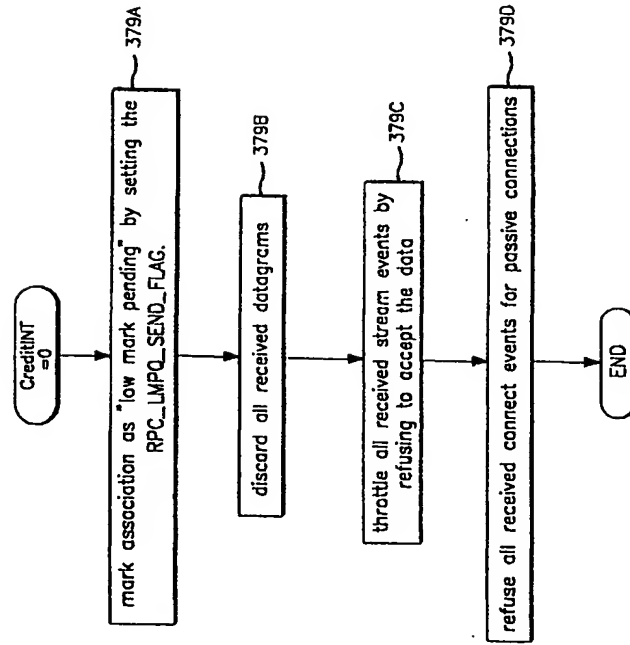 CreditINT
=0
mark association as "low mark pending" by setting the
RPC_LMPQ_SEND_FLAG.
379A
discard all received datagrams
379B
throttle all received stream events by
refusing to accept the data
379C
refuse all received connect events for passive connections
379D
END